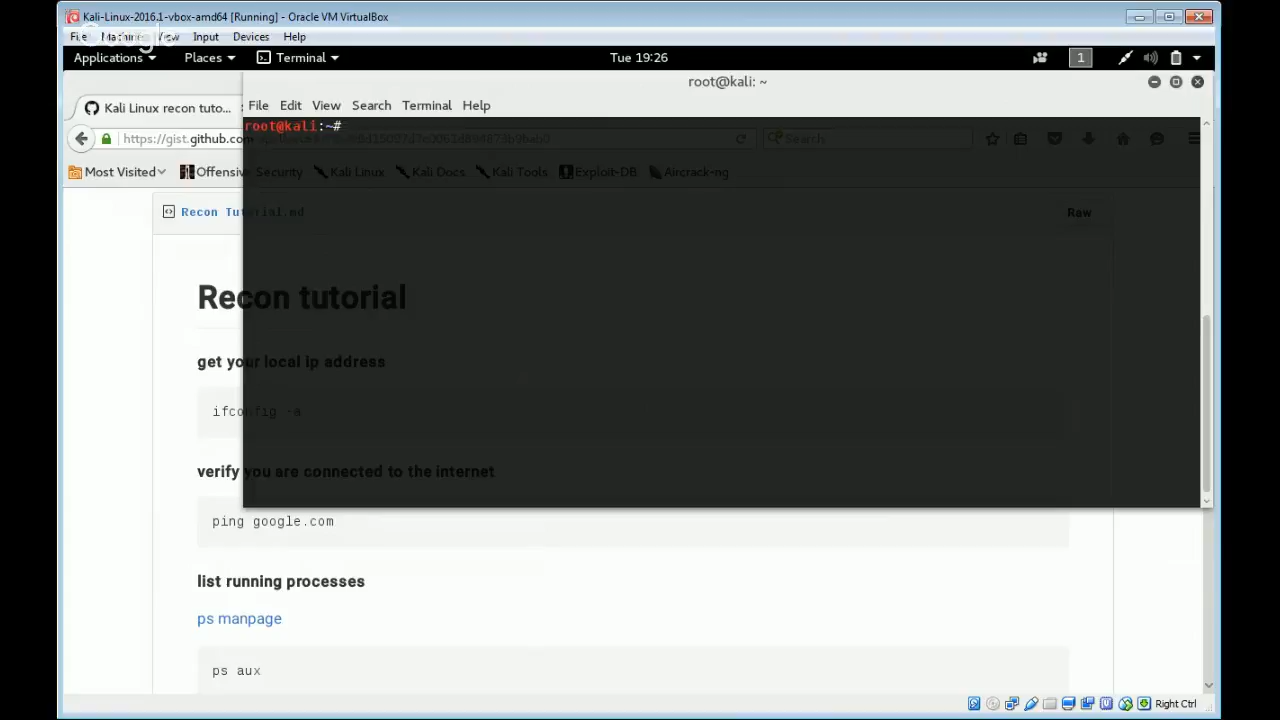 Kali-Linux-2016.1-vbox-amd64 [Running] - Oracle VM VirtualBox
File Machine View Input Devices Help
Google
Applications Places Terminal Tue 19:26 1
root@kali: ~
Kali Linux recon tuto...
File Edit View Search Terminal Help
root@kali:~#
https://gist.github.com
Search
Most Visited Offensive Security Kali Linux Kali Docs Kali Tools Exploit-DB Aircrack-ng
Recon Tutorial.md Raw
Recon tutorial
get your local ip address
ifconfig -a
verify you are connected to the internet
ping google.com
list running processes
ps manpage
ps aux
Right Ctrl